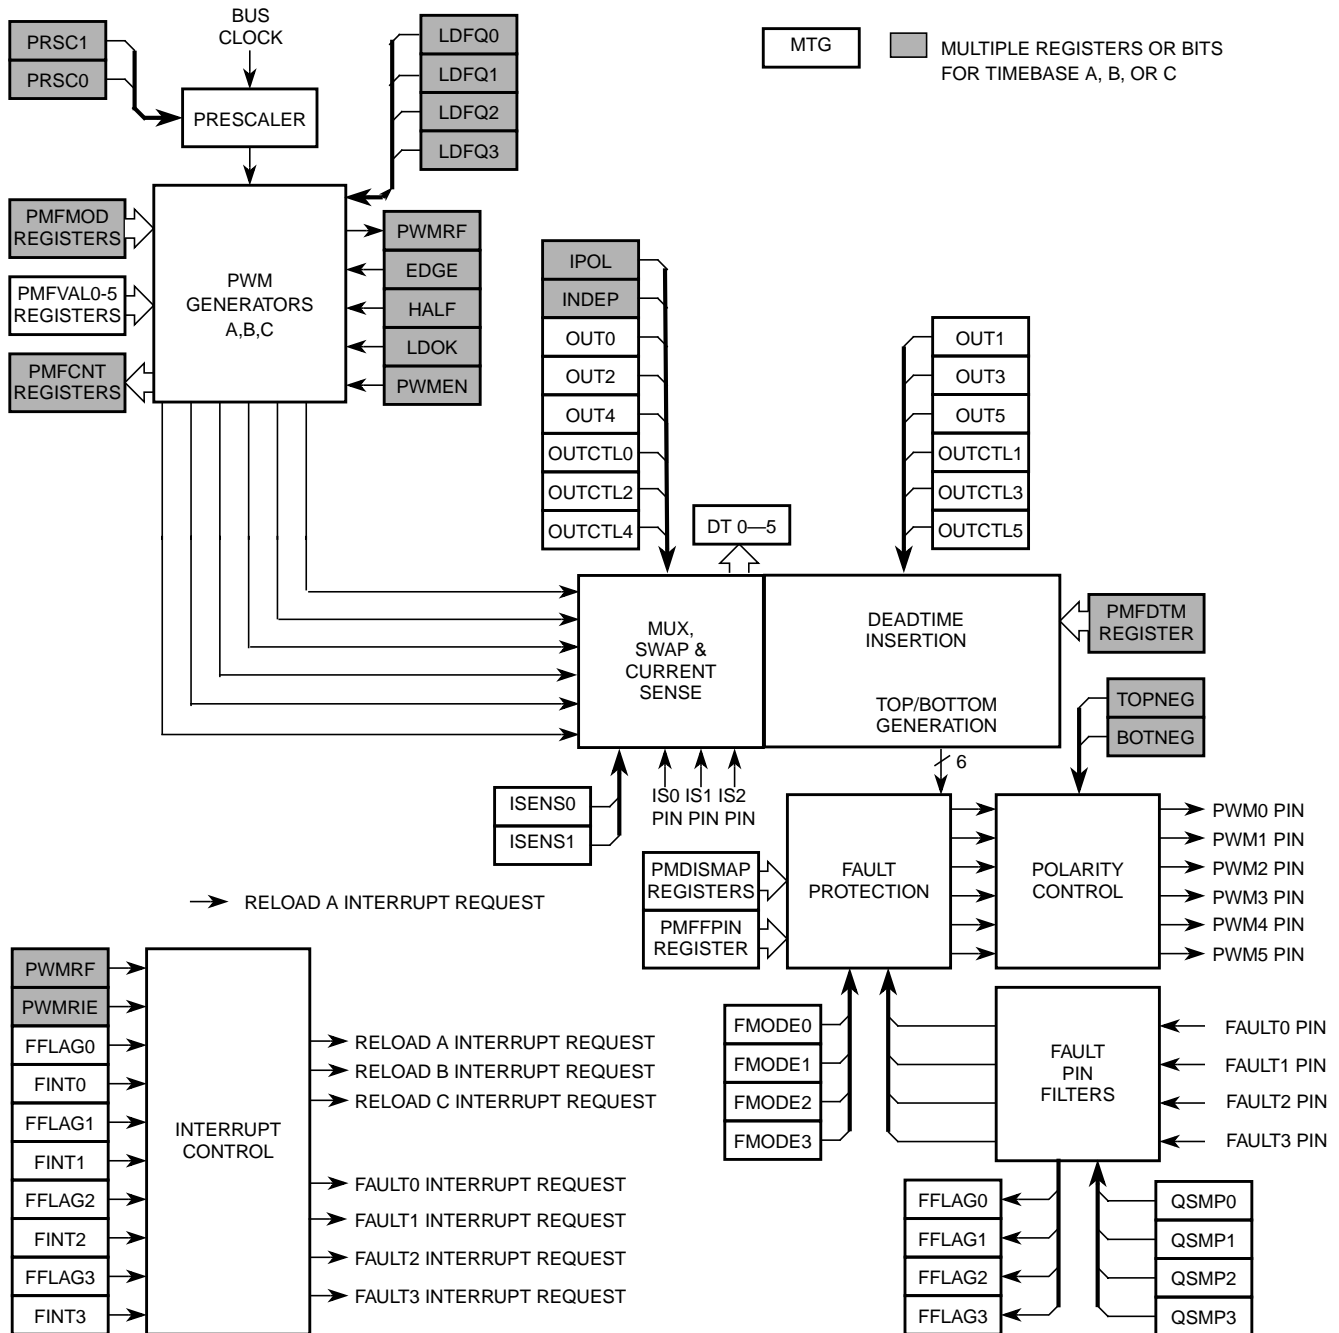 BUS
CLOCK
PRSC1
PRSC0
PRESCALER
LDFQ0
LDFQ1
LDFQ2
LDFQ3
MTG
MULTIPLE REGISTERS OR BITS
FOR TIMEBASE A, B, OR C
PMFMOD
REGISTERS
PMFVAL0-5
REGISTERS
PMFCNT
REGISTERS
PWM
GENERATORS
A,B,C
PWMRF
EDGE
HALF
LDOK
PWMEN
IPOL
INDEP
OUT0
OUT2
OUT4
OUTCTL0
OUTCTL2
OUTCTL4
OUT1
OUT3
OUT5
OUTCTL1
OUTCTL3
OUTCTL5
DT 0—5
MUX,
SWAP &
CURRENT
SENSE
DEADTIME
INSERTION
TOP/BOTTOM
GENERATION
PMFDTM
REGISTER
TOPNEG
BOTNEG
6
ISENS0
ISENS1
IS0 IS1 IS2
PIN PIN PIN
PMDISMAP
REGISTERS
PMFFPIN
REGISTER
FAULT
PROTECTION
POLARITY
CONTROL
PWM0 PIN
PWM1 PIN
PWM2 PIN
PWM3 PIN
PWM4 PIN
PWM5 PIN
RELOAD A INTERRUPT REQUEST
PWMRF
PWMRIE
FFLAG0
FINT0
FFLAG1
FINT1
FFLAG2
FINT2
FFLAG3
FINT3
INTERRUPT
CONTROL
RELOAD A INTERRUPT REQUEST
RELOAD B INTERRUPT REQUEST
RELOAD C INTERRUPT REQUEST
FAULT0 INTERRUPT REQUEST
FAULT1 INTERRUPT REQUEST
FAULT2 INTERRUPT REQUEST
FAULT3 INTERRUPT REQUEST
FMODE0
FMODE1
FMODE2
FMODE3
FAULT
PIN
FILTERS
FAULT0 PIN
FAULT1 PIN
FAULT2 PIN
FAULT3 PIN
FFLAG0
FFLAG1
FFLAG2
FFLAG3
QSMP0
QSMP1
QSMP2
QSMP3